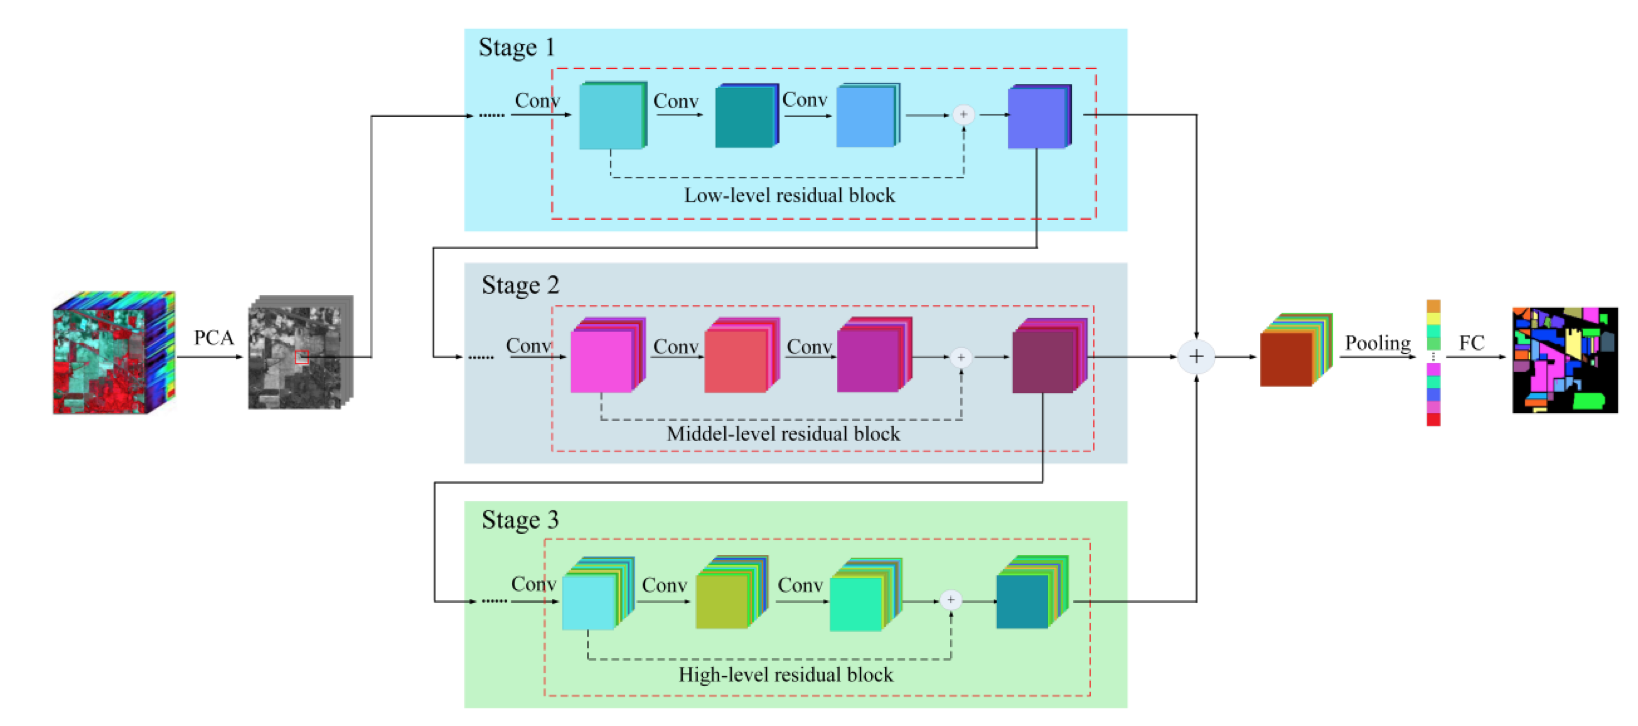 Stage 1
Conv
Conv
Conv
+
Low-level residual block
PCA
Stage 2
Conv
Conv
Conv
+
Middel-level residual block
+
Pooling
FC
Stage 3
Conv
Conv
Conv
+
High-level residual block